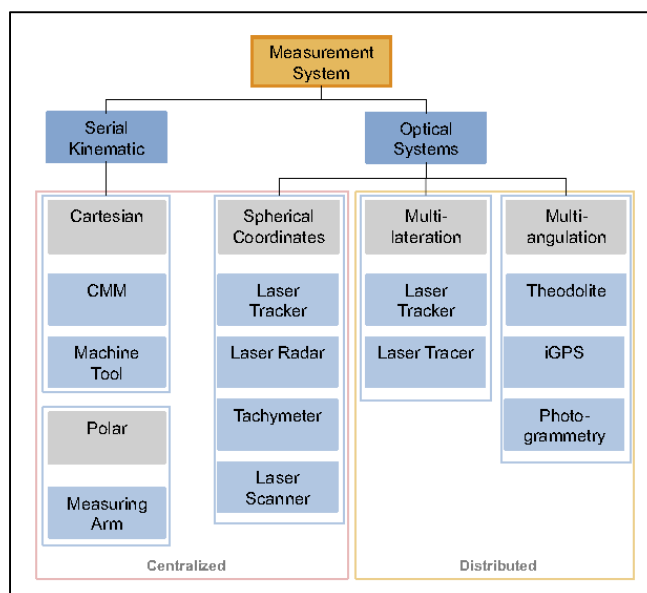 Measurement
System
Serial
Kinematic
Optical
Systems
Cartesian
CMM
Machine
Tool
Polar
Measuring
Arm
Spherical
Coordinates
Laser
Tracker
Laser Radar
Tachymeter
Laser
Scanner
Centralized
Multi-
lateration
Laser
Tracker
Laser Tracer
Multi-
angulation
Theodolite
iGPS
Photo-
grammetry
Distributed